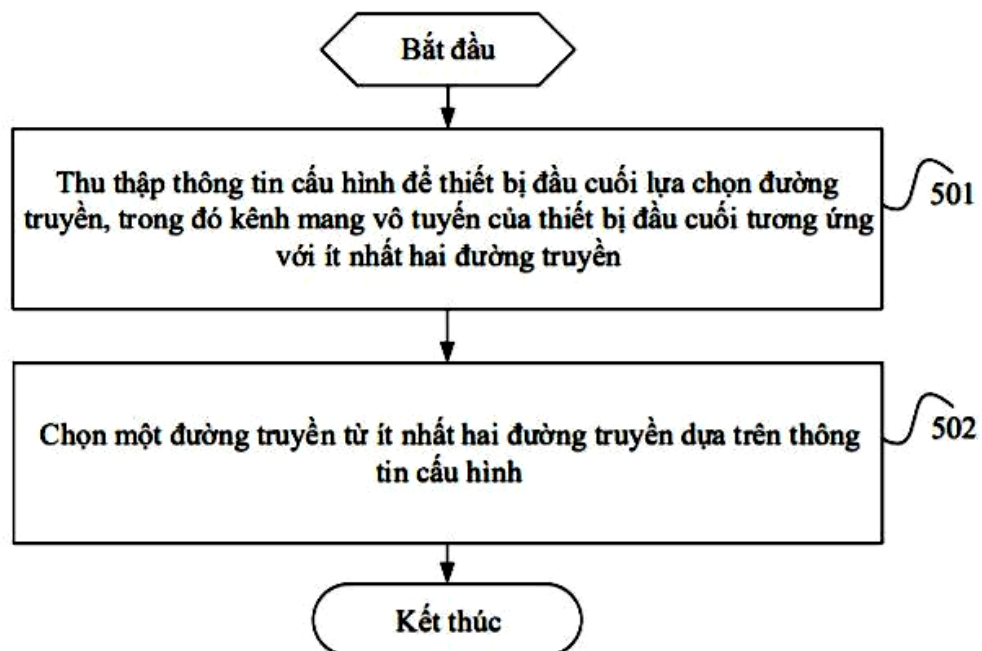 Bắt đầu
Thu thập thông tin cấu hình để thiết bị đầu cuối lựa chọn đường
truyền, trong đó kênh mang vô tuyến của thiết bị đầu cuối tương ứng
với ít nhất hai đường truyền
501
Chọn một đường truyền từ ít nhất hai đường truyền dựa trên thông
tin cấu hình
502
Kết thúc